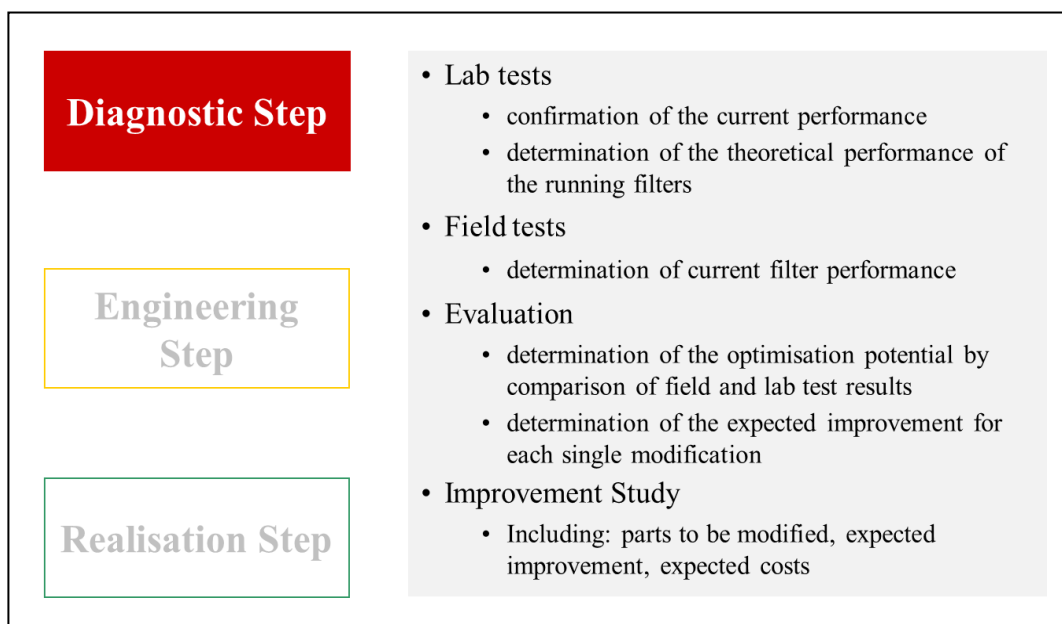 Diagnostic Step
• Lab tests
• confirmation of the current performance
• determination of the theoretical performance of
the running filters
• Field tests
• determination of current filter performance
Engineering
Step
• Evaluation
• determination of the optimisation potential by
comparison of field and lab test results
• determination of the expected improvement for
each single modification
Realisation Step
• Improvement Study
• Including: parts to be modified, expected
improvement, expected costs